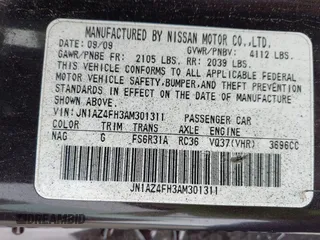 MANUFACTURED BY NISSAN MOTOR CO.,LTD.
DATE: 09/09 GVWR/PNBV: 4112 LBS.
GAWR/PNBE FR: 2105 LBS. RR: 2039 LBS.
THIS VEHICLE CONFORMS TO ALL APPLICABLE FEDERAL
MOTOR VEHICLE SAFETY, BUMPER, AND THEFT PREVENTION
STANDARDS IN EFFECT ON THE DATE OF
MANUFACTURE SHOWN ABOVE.
VIN: JN1AZ4FH3AM301311 PASSENGER CAR
COLOR TRIM TRANS AXLE ENGINE
NAG G FS6R31A RC36 VQ37(VHR) 3696CC
JN1AZ4FH3AM301311
DREAMBID